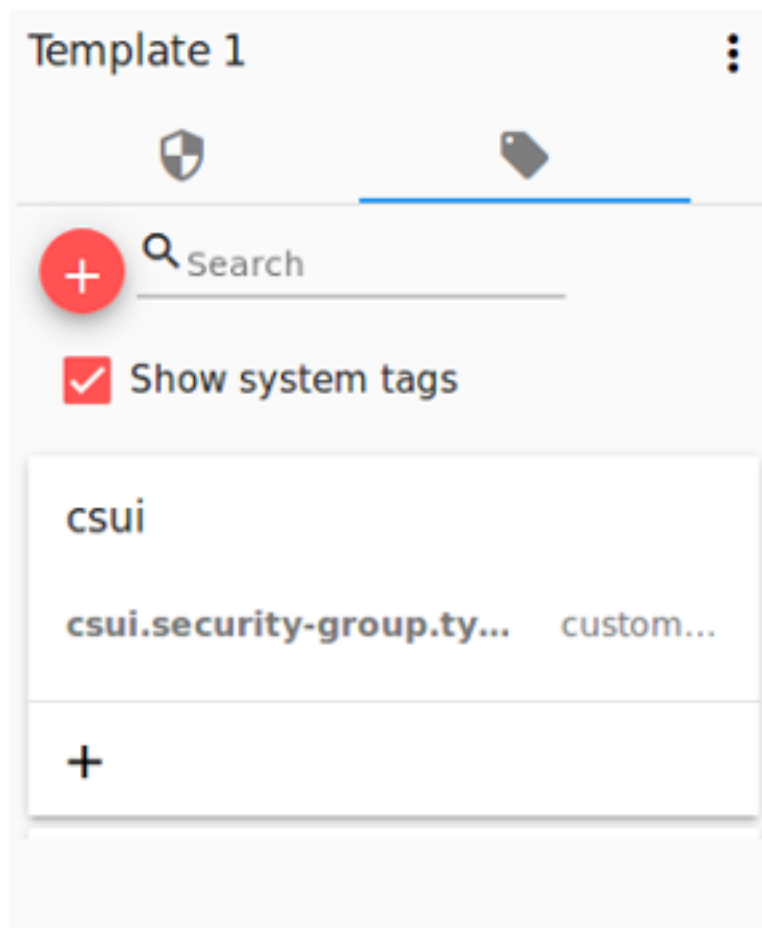 Template 1
Search
Show system tags
csui
csui.security-group.ty... custom...